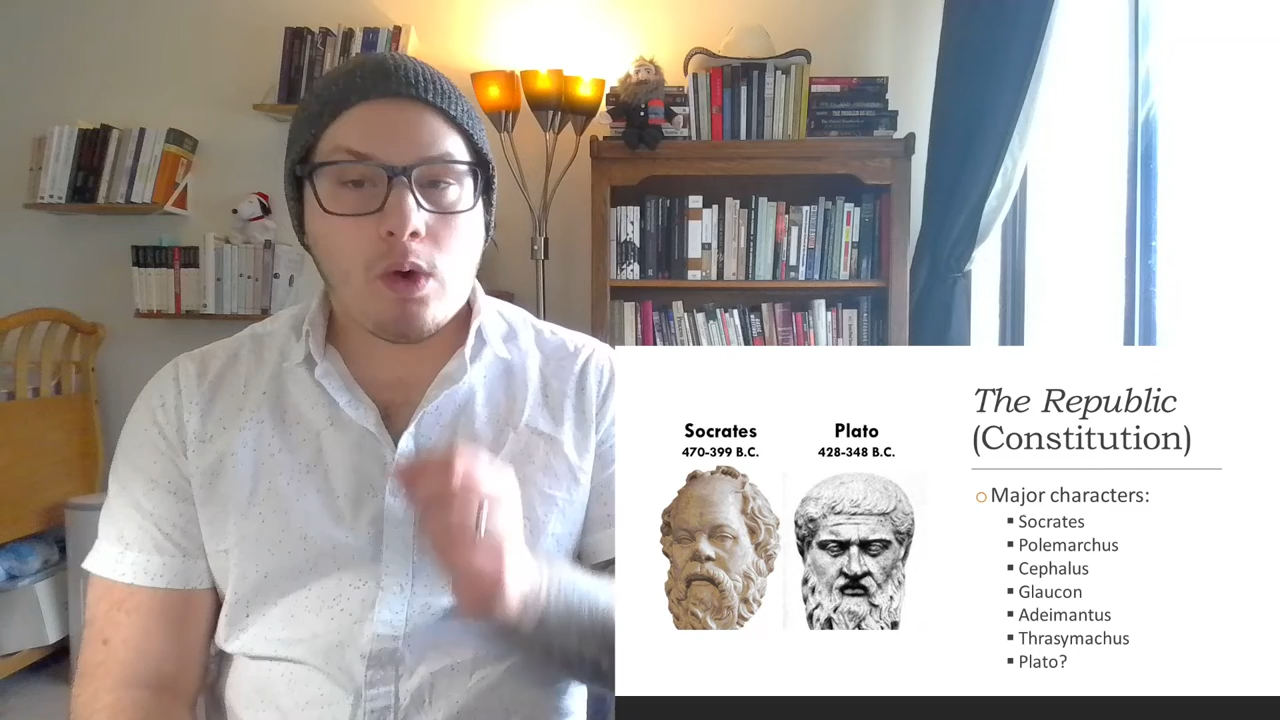 Socrates
470-399 B.C.
Plato
428-348 B.C.
The Republic
(Constitution)
Major characters:
Socrates
Polemarchus
Cephalus
Glaucon
Adeimantus
Thrasymachus
Plato?